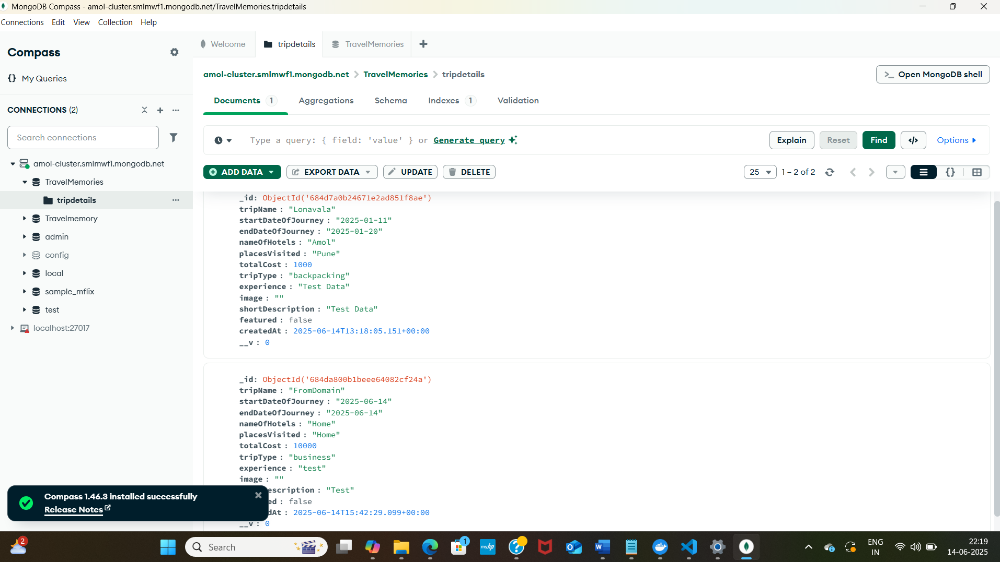 MongoDB Compass - amol-cluster.smlmwf1.mongodb.net/TravelMemories.tripdetails
Connections Edit View Collection Help
Compass
{} My Queries
CONNECTIONS (2)
Search connections
amol-cluster.smlmwf1.mongodb.net
TravelMemories
tripdetails
Travelmemory
admin
config
local
sample_mflix
test
localhost:27017
Welcome tripdetails TravelMemories
amol-cluster.smlmwf1.mongodb.net > TravelMemories > tripdetails
>_ Open MongoDB shell
Documents 1 Aggregations Schema Indexes 1 Validation
Type a query: { field: 'value' } or Generate query
Explain Reset Find </> Options
ADD DATA EXPORT DATA UPDATE DELETE 25 1 – 2 of 2 {}
_id: ObjectId('684d7a0b24671e2ad851f8ae')
tripName : "Lonavala"
startDateOfJourney : "2025-01-11"
endDateOfJourney : "2025-01-20"
nameOfHotels : "Amol"
placesVisited : "Pune"
totalCost : 1000
tripType : "backpacking"
experience : "Test Data"
image : ""
shortDescription : "Test Data"
featured : false
createdAt : 2025-06-14T13:18:05.151+00:00
__v : 0
_id: ObjectId('684da800b1beee64082cf24a')
tripName : "FromDomain"
startDateOfJourney : "2025-06-14"
endDateOfJourney : "2025-06-14"
nameOfHotels : "Home"
placesVisited : "Home"
totalCost : 10000
tripType : "business"
experience : "test"
image : ""
escription : "Test"
ed : false
dAt : 2025-06-14T15:42:29.099+00:00
__v : 0
Compass 1.46.3 installed successfully
Release Notes
2
Search
1
myhp
ENG
IN
22:19
14-06-2025